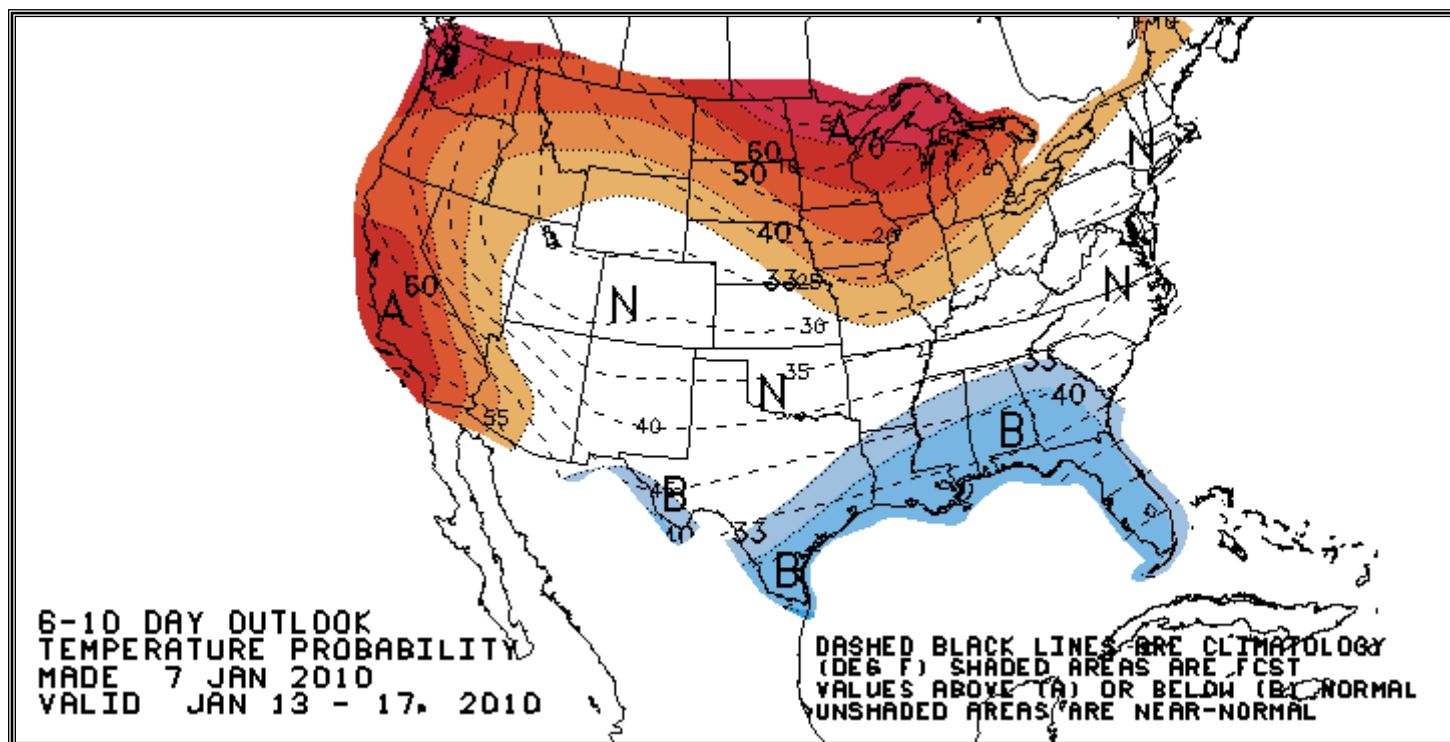 A
60
50
40
33
25
20
A
60
N
30
N
N
35
N
40
55
33
40
B
B
33
B
6-10 DAY OUTLOOK
TEMPERATURE PROBABILITY
MADE 7 JAN 2010
VALID JAN 13 - 17, 2010
DASHED BLACK LINES ARE CLIMATOLOGY
(DEG F) SHADED AREAS ARE FCST
VALUES ABOVE (A) OR BELOW (B) NORMAL
UNSHADED AREAS ARE NEAR-NORMAL